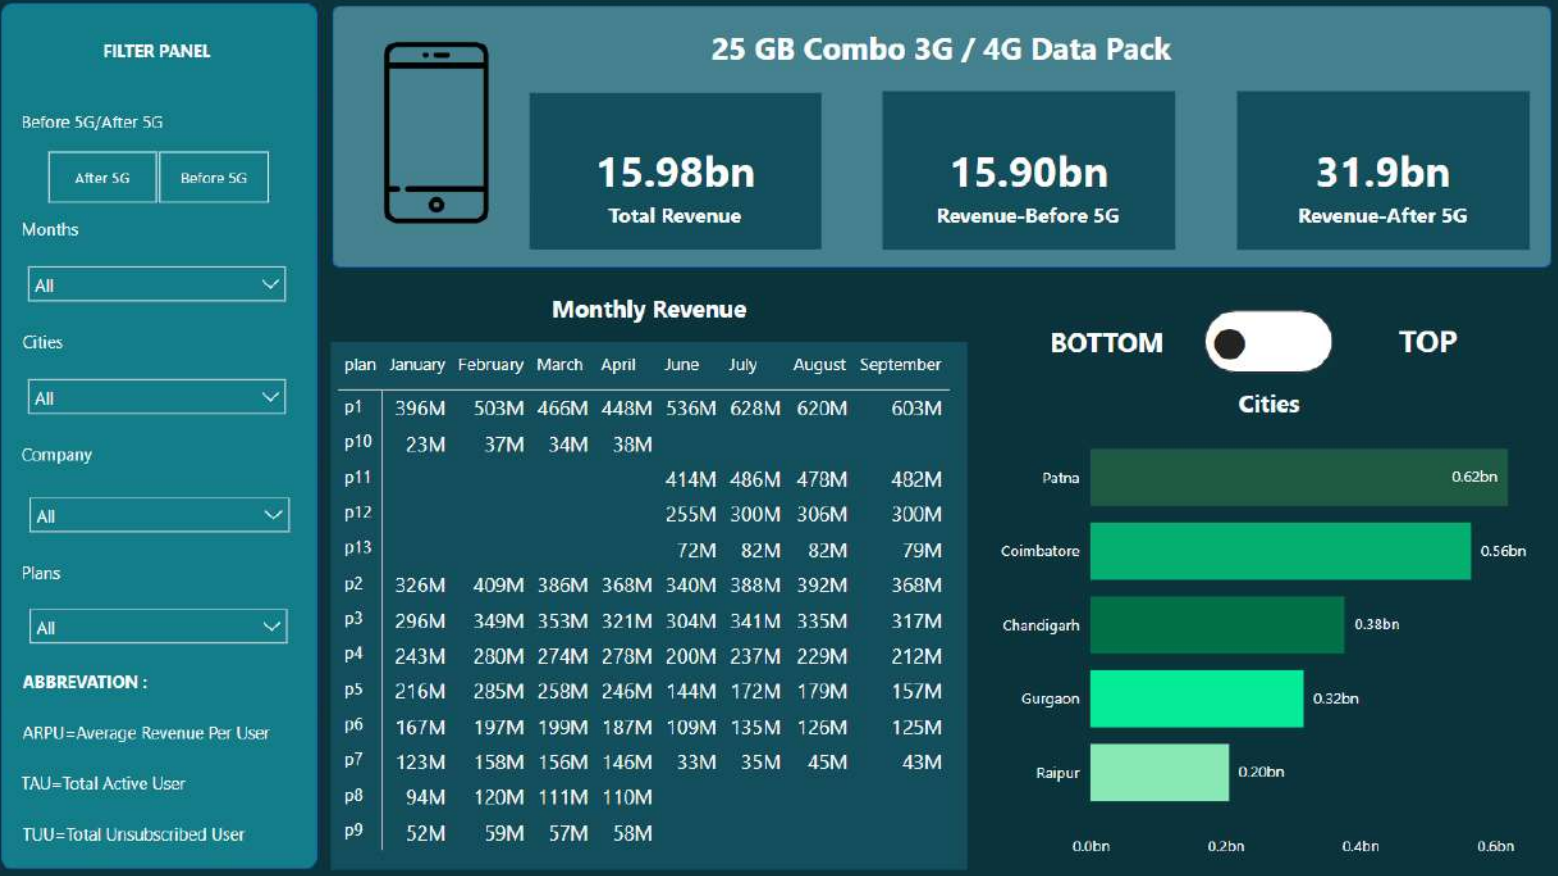 FILTER PANEL
Before 5G/After 5G
After 5G Before 5G
Months
All
Cities
All
Company
All
Plans
All
ABBREVATION :
ARPU=Average Revenue Per User
TAU=Total Active User
TUU=Total Unsubscribed User
25 GB Combo 3G / 4G Data Pack
15.98bn
Total Revenue
15.90bn
Revenue-Before 5G
31.9bn
Revenue-After 5G
Monthly Revenue
plan January February March April June July August September
p1 396M 503M 466M 448M 536M 628M 620M 603M
p10 23M 37M 34M 38M
p11 414M 486M 478M 482M
p12 255M 300M 306M 300M
p13 72M 82M 82M 79M
p2 326M 409M 386M 368M 340M 388M 392M 368M
p3 296M 349M 353M 321M 304M 341M 335M 317M
p4 243M 280M 274M 278M 200M 237M 229M 212M
p5 216M 285M 258M 246M 144M 172M 179M 157M
p6 167M 197M 199M 187M 109M 135M 126M 125M
p7 123M 158M 156M 146M 33M 35M 45M 43M
p8 94M 120M 111M 110M
p9 52M 59M 57M 58M
BOTTOM TOP
Cities
Patna 0.62bn
Coimbatore 0.56bn
Chandigarh 0.38bn
Gurgaon 0.32bn
Raipur 0.20bn
0.0bn 0.2bn 0.4bn 0.6bn